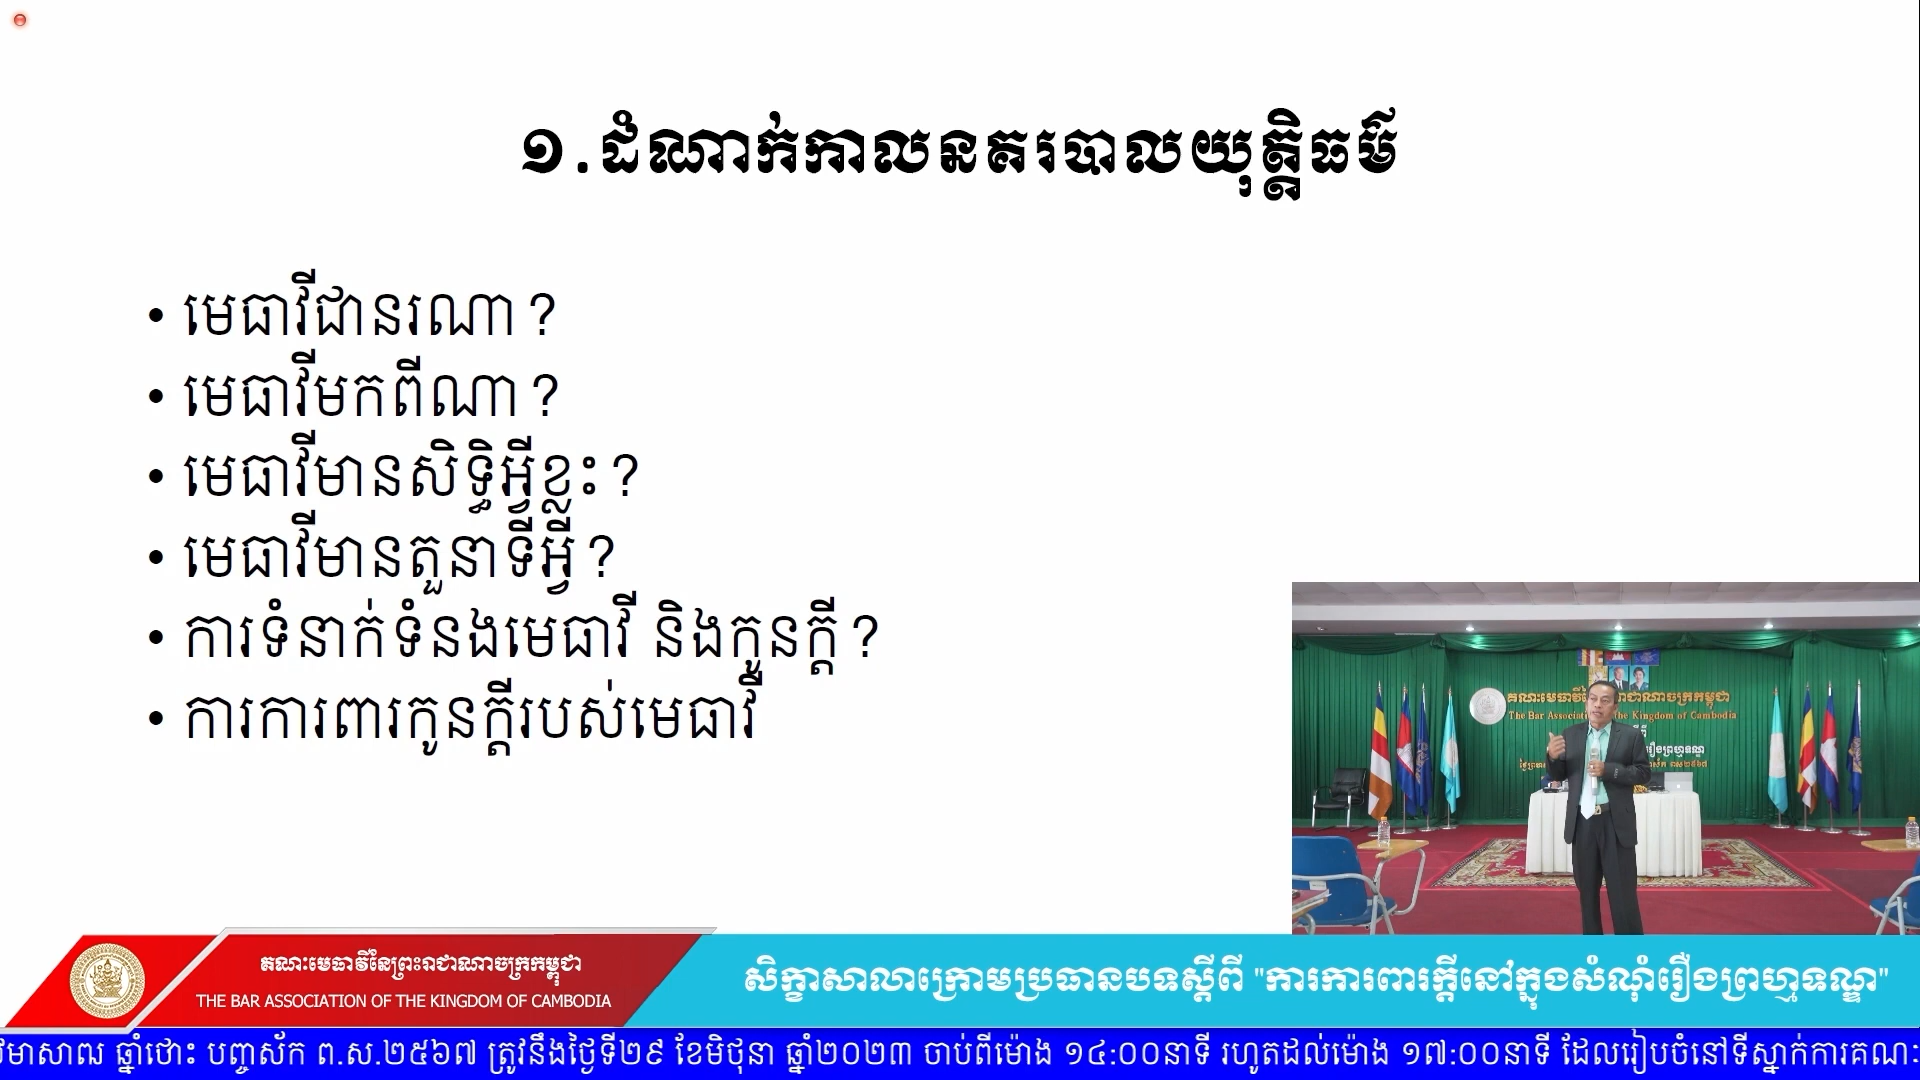 ១.ដំណាក់កាលនគរបាលយុត្តិធម៌
• មេធាវីជានរណា?
• មេធាវីមកពីណា?
• មេធាវីមានសិទ្ធិអ្វីខ្លះ?
• មេធាវីមានតួនាទីអ្វី?
• ការទំនាក់ទំនងមេធាវី និងកូនក្តី?
• ការការពារកូនក្តីរបស់មេធាវី
The Bar Association the Kingdom of Cambodia
គណៈមេធាវីនៃព្រះរាជាណាចក្រកម្ពុជា
THE BAR ASSOCIATION OF THE KINGDOM OF CAMBODIA
សិក្ខាសាលាក្រោមប្រធានបទស្តីពី "ការការពារក្តីនៅក្នុងសំណុំរឿងព្រហ្មទណ្ឌ"
ឆ្នាំថោះ បញ្ចស័ក ព.ស.២៥៦៧ ត្រូវនឹងថ្ងៃទី២៩ ខែមិថុនា ឆ្នាំ២០២៣ ចាប់ពីម៉ោង ១៤:០០នាទី រហូតដល់ម៉ោង ១៧:០០នាទី ដែលរៀបចំនៅទីស្នាក់ការគណៈ